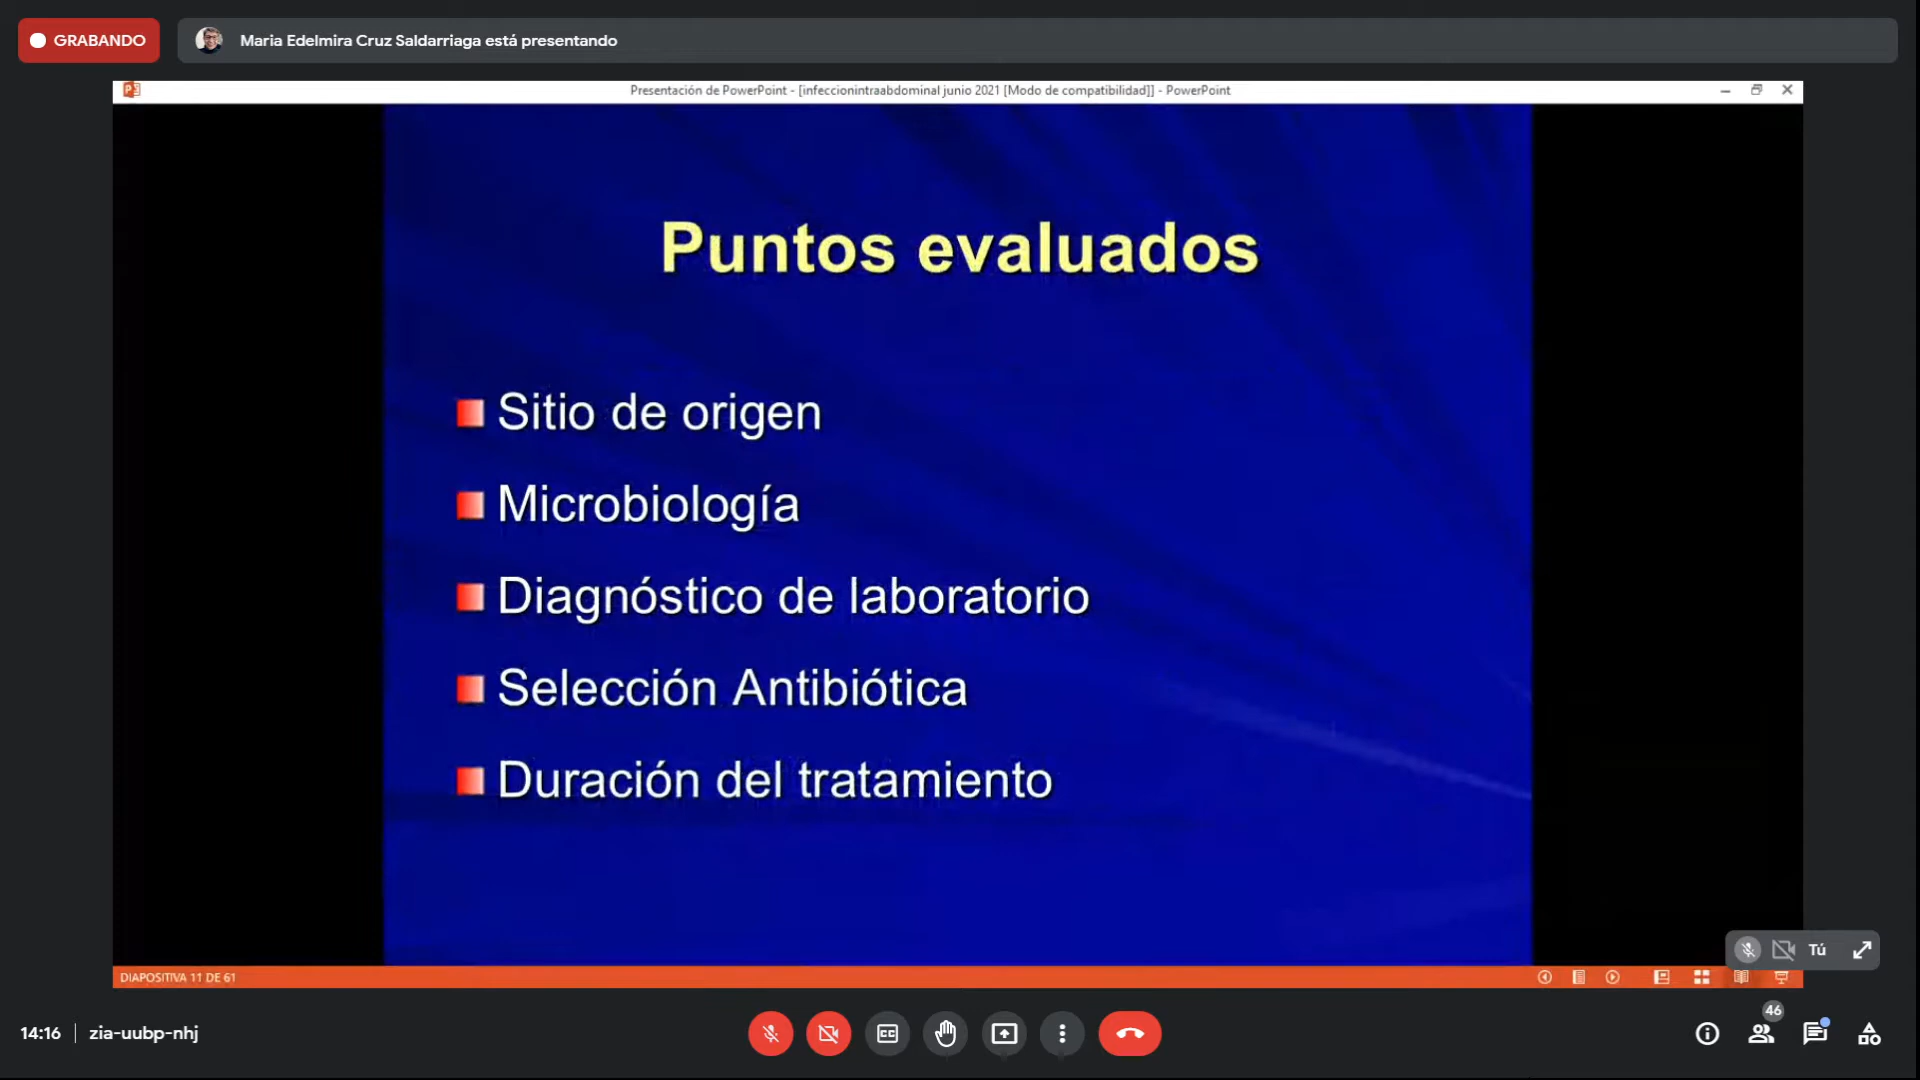 GRABANDO
Maria Edelmira Cruz Saldarriaga está presentando
Presentación de PowerPoint - [infeccionintraabdominal junio 2021 [Modo de compatibilidad]] - PowerPoint
Puntos evaluados
Sitio de origen
Microbiología
Diagnóstico de laboratorio
Selección Antibiótica
Duración del tratamiento
Tú
DIAPOSITIVA 11 DE 61
46
14:16 | zia-uubp-nhj
CC